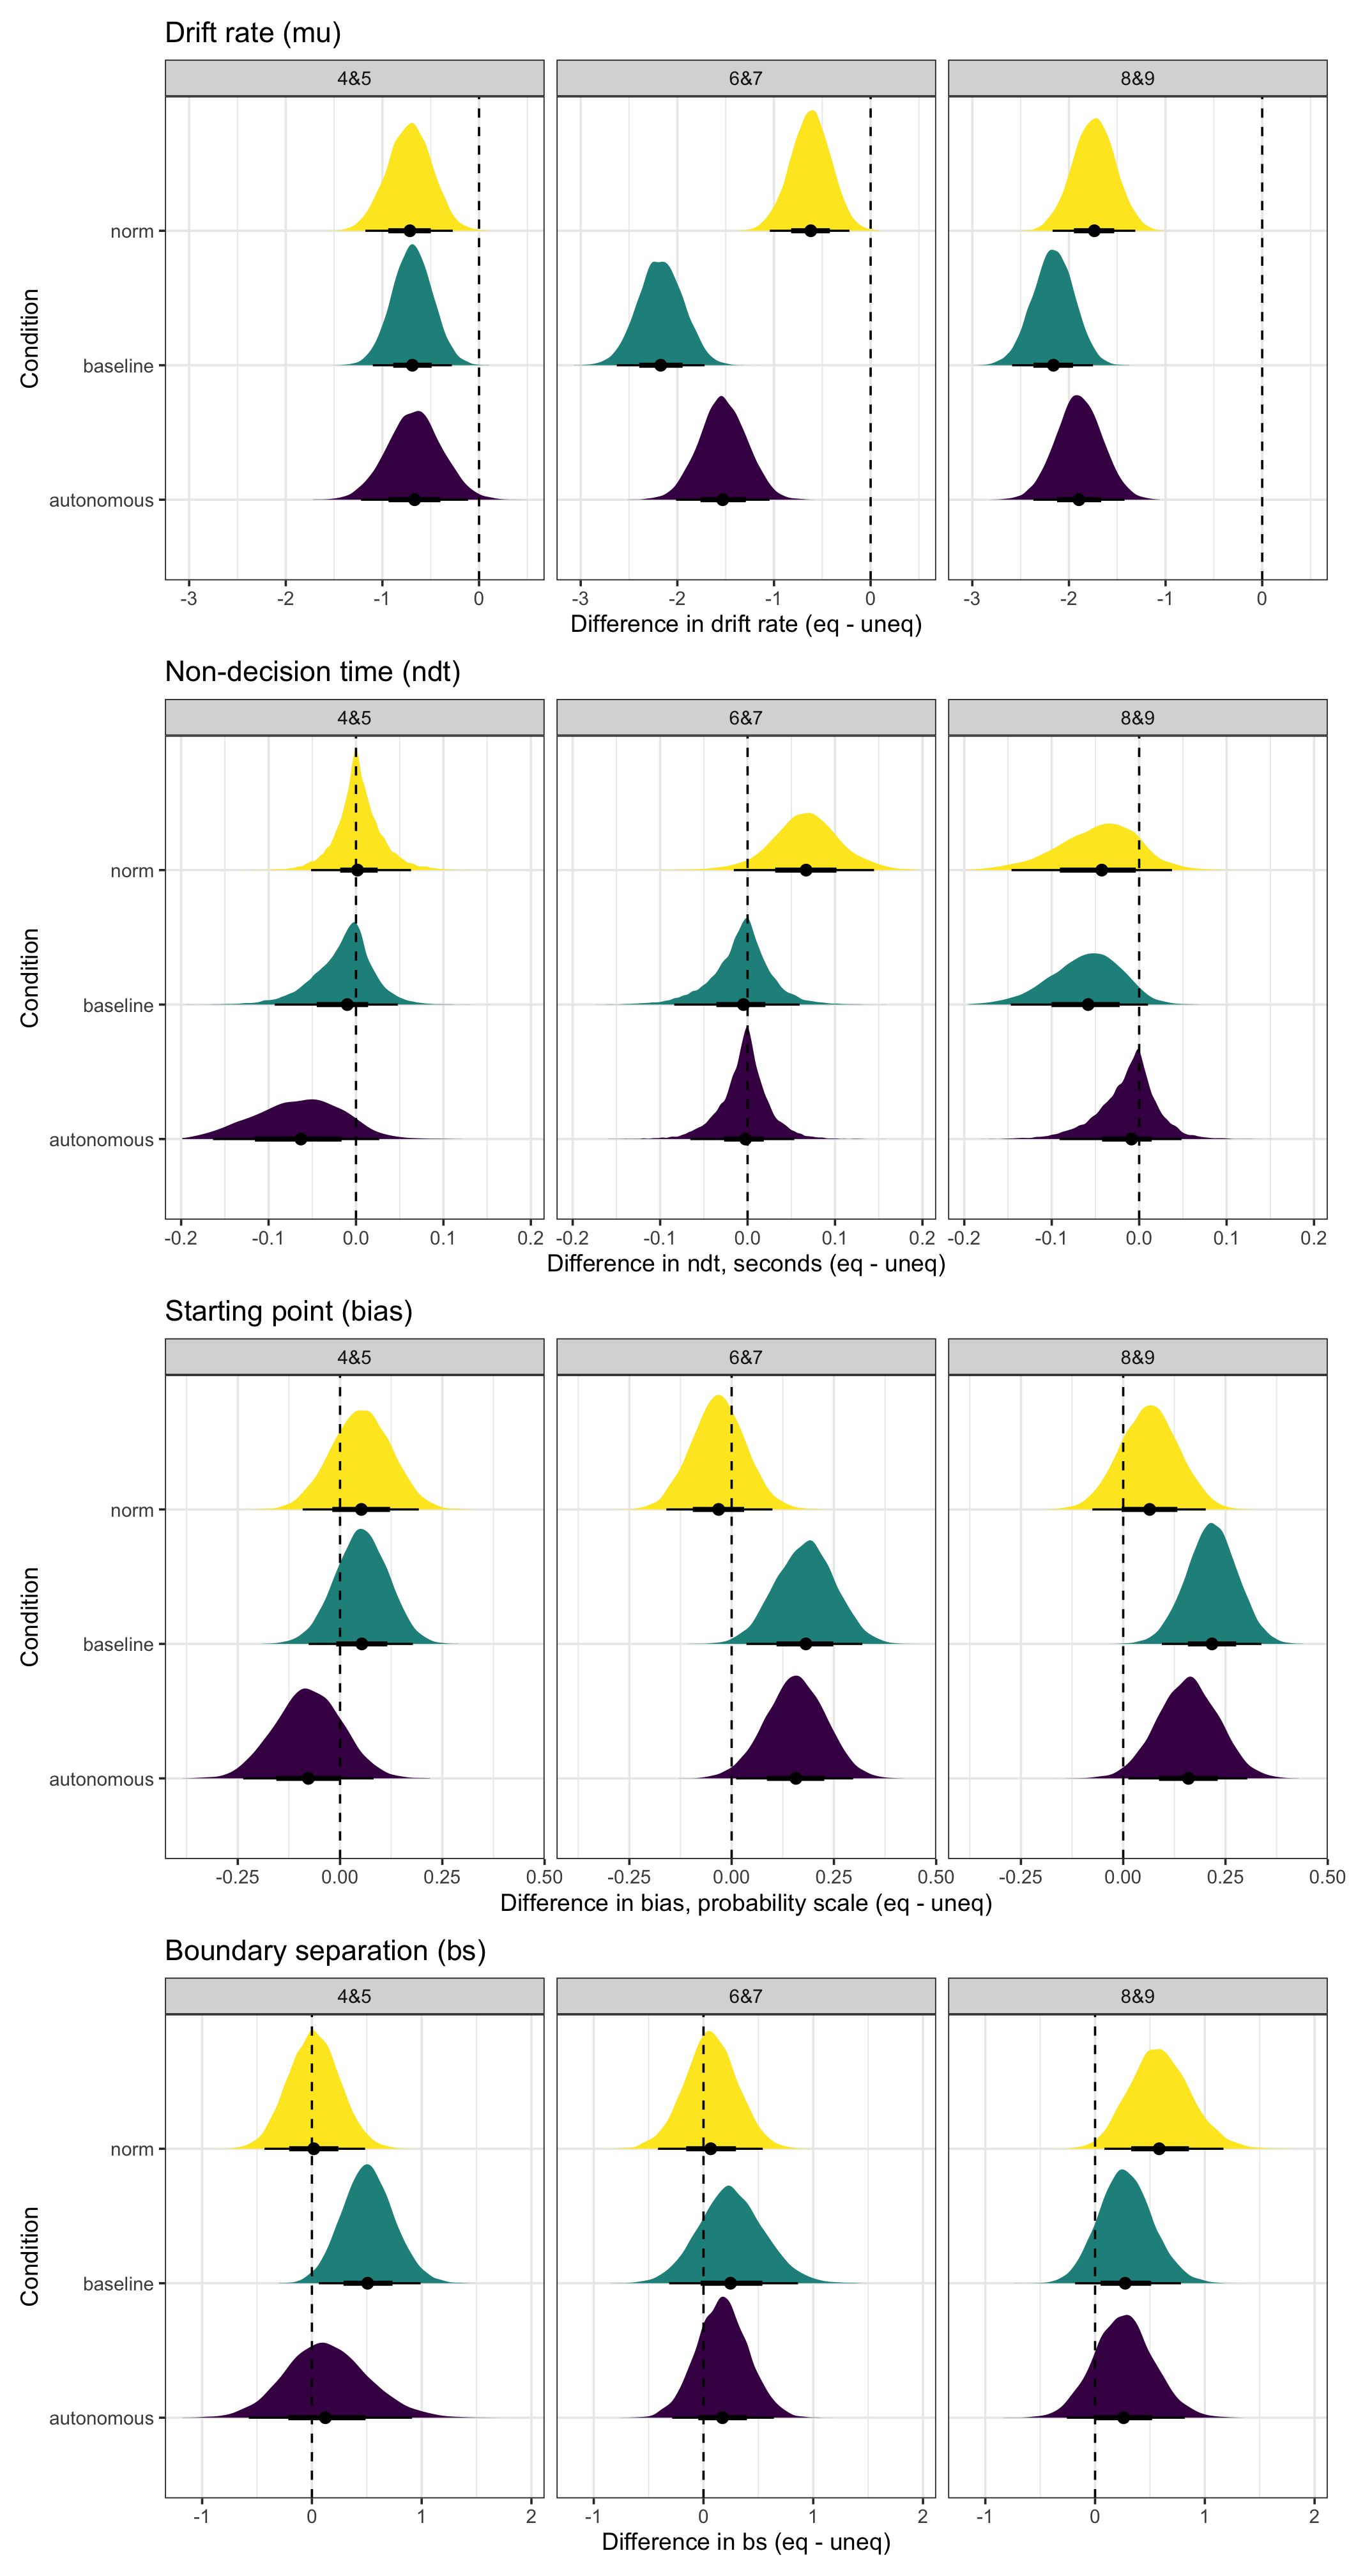 Drift rate (mu)
4&5 6&7 8&9
Condition
norm
baseline
autonomous
-3 -2 -1 0 -3 -2 -1 0 -3 -2 -1 0
Difference in drift rate (eq - uneq)
Non-decision time (ndt)
4&5 6&7 8&9
Condition
norm
baseline
autonomous
-0.2 -0.1 0.0 0.1 0.2 -0.2 -0.1 0.0 0.1 0.2 -0.2 -0.1 0.0 0.1 0.2
Difference in ndt, seconds (eq - uneq)
Starting point (bias)
4&5 6&7 8&9
Condition
norm
baseline
autonomous
-0.25 0.00 0.25 0.50 -0.25 0.00 0.25 0.50 -0.25 0.00 0.25 0.50
Difference in bias, probability scale (eq - uneq)
Boundary separation (bs)
4&5 6&7 8&9
Condition
norm
baseline
autonomous
-1 0 1 2 -1 0 1 2 -1 0 1 2
Difference in bs (eq - uneq)